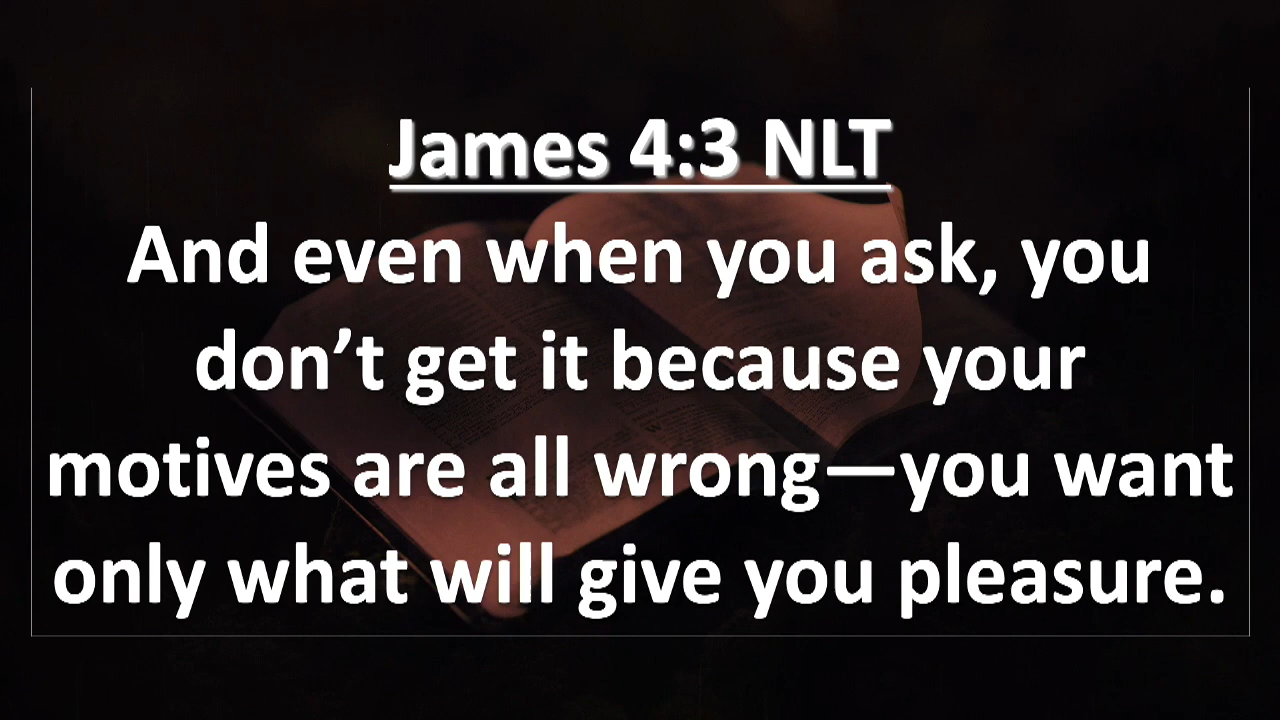 James 4:3 NLT
And even when you ask, you
don’t get it because your
motives are all wrong—you want
only what will give you pleasure.